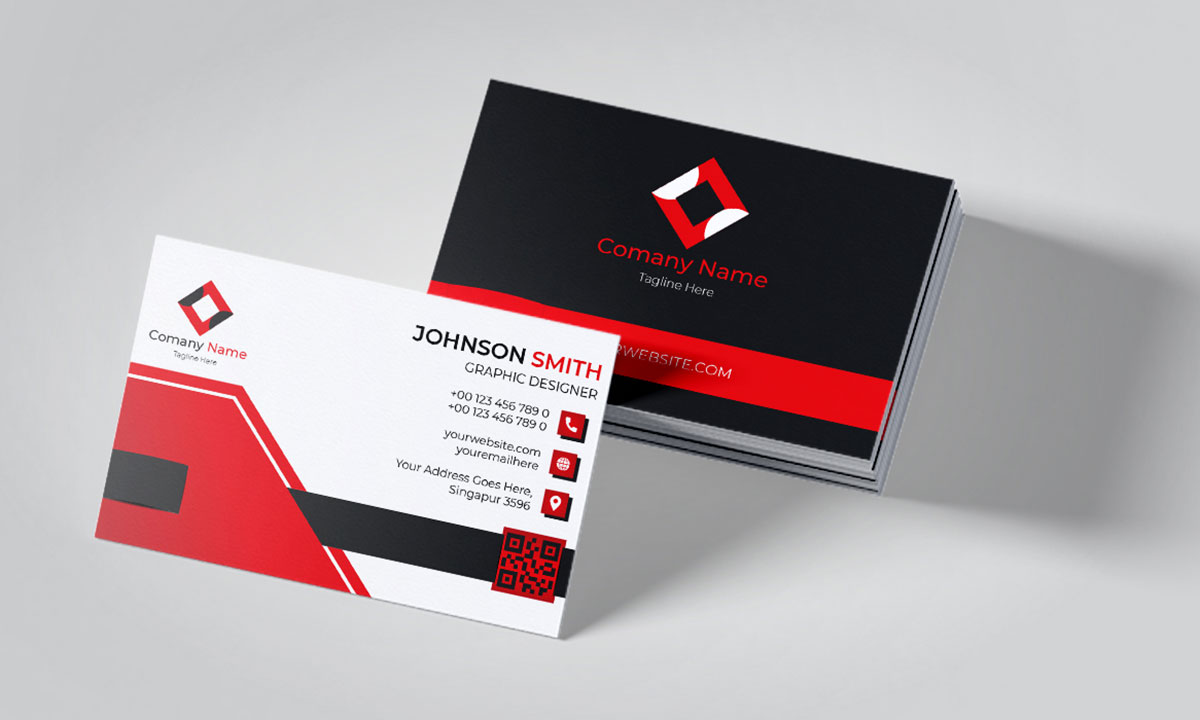 Comany Name
Tagline Here
JOHNSON SMITH
GRAPHIC DESIGNER
+00 123 456 789 0
+00 123 456 789 0
yourwebsite.com
youremailhere
Your Address Goes Here,
Singapur 3596
Comany Name
Tagline Here
RWEBSITE.COM